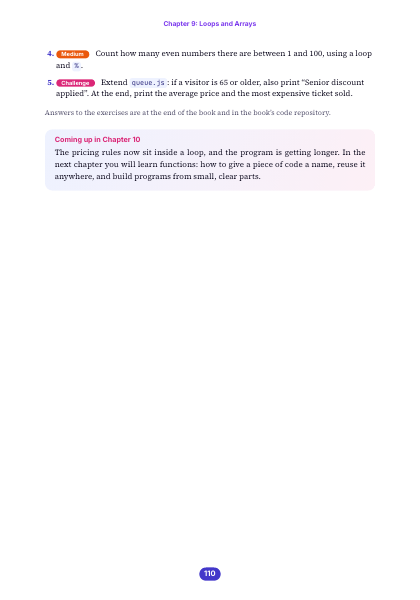 Chapter 9: Loops and Arrays
4. Medium Count how many even numbers there are between 1 and 100, using a loop
and %.
5. Challenge Extend queue.js: if a visitor is 65 or older, also print “Senior discount
applied”. At the end, print the average price and the most expensive ticket sold.
Answers to the exercises are at the end of the book and in the book’s code repository.
Coming up in Chapter 10
The pricing rules now sit inside a loop, and the program is getting longer. In the
next chapter you will learn functions: how to give a piece of code a name, reuse it
anywhere, and build programs from small, clear parts.
110